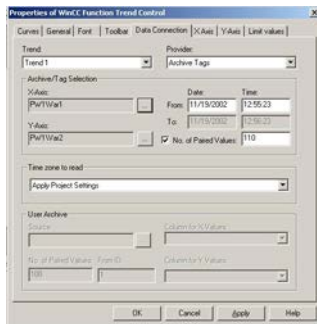 Properties of WinCC Function Trend Control
Curves General Font Toolbar Data Connection X Axis Y-Axis Limit values
Trend: Provider:
Trend 1 Archive Tags
Archive/Tag Selection
X-Axis: Date: Time:
PW1\Var1 ... From: 11/19/2002 12:55:23
Y-Axis: To: 11/19/2002 12:56:23
PW1\Var2 ... No. of Paired Values: 110
Time zone to read
Apply Project Settings
User Archive
Source: Column for X Values:
No. of Paired Values: From ID: Column for Y Values:
100 1
OK Cancel Apply Help